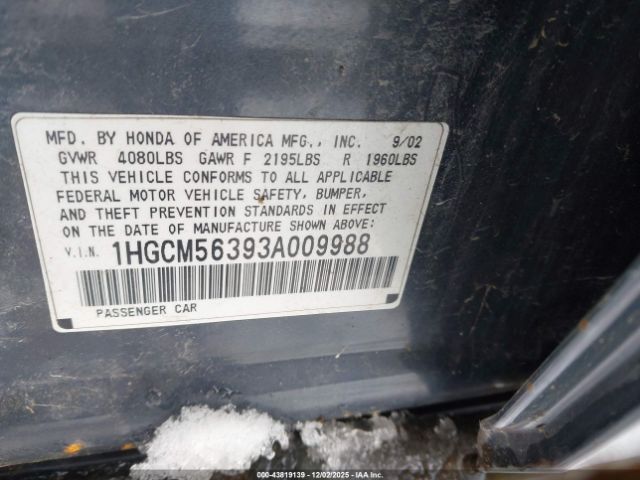 MFD. BY HONDA OF AMERICA MFG., INC. 9/02
GVWR 4080LBS GAWR F 2195LBS R 1960LBS
THIS VEHICLE CONFORMS TO ALL APPLICABLE
FEDERAL MOTOR VEHICLE SAFETY, BUMPER,
AND THEFT PREVENTION STANDARDS IN EFFECT
ON THE DATE OF MANUFACTURE SHOWN ABOVE:
V.I.N. 1HGCM56393A009988
PASSENGER CAR
000-43819139 - 12/02/2025 - IAA Inc.